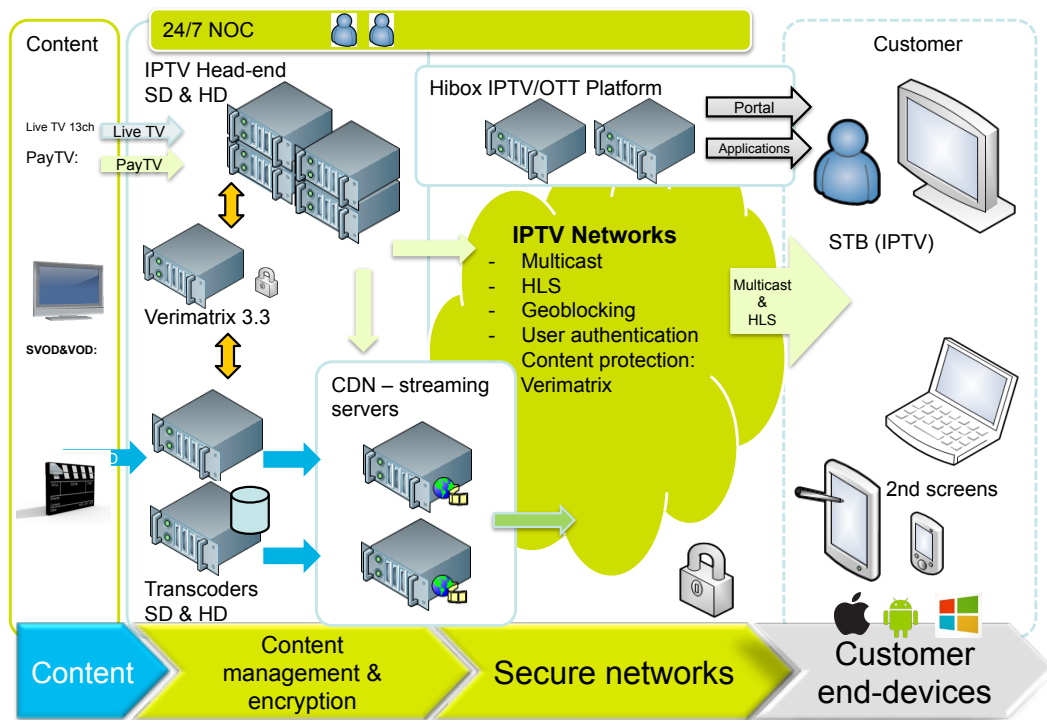 24/7 NOC
Content
Customer
IPTV Head-end
SD & HD
Hibox IPTV/OTT Platform
Portal
Applications
Live TV 13ch
Live TV
PayTV:
PayTV
STB (IPTV)
IPTV Networks
- Multicast
- HLS
- Geoblocking
- User authentication
Content protection:
Verimatrix
Multicast
&
HLS
Verimatrix 3.3
SVOD&VOD:
CDN – streaming
servers
2nd screens
Transcoders
SD & HD
Content
Content
management &
encryption
Secure networks
Customer
end-devices